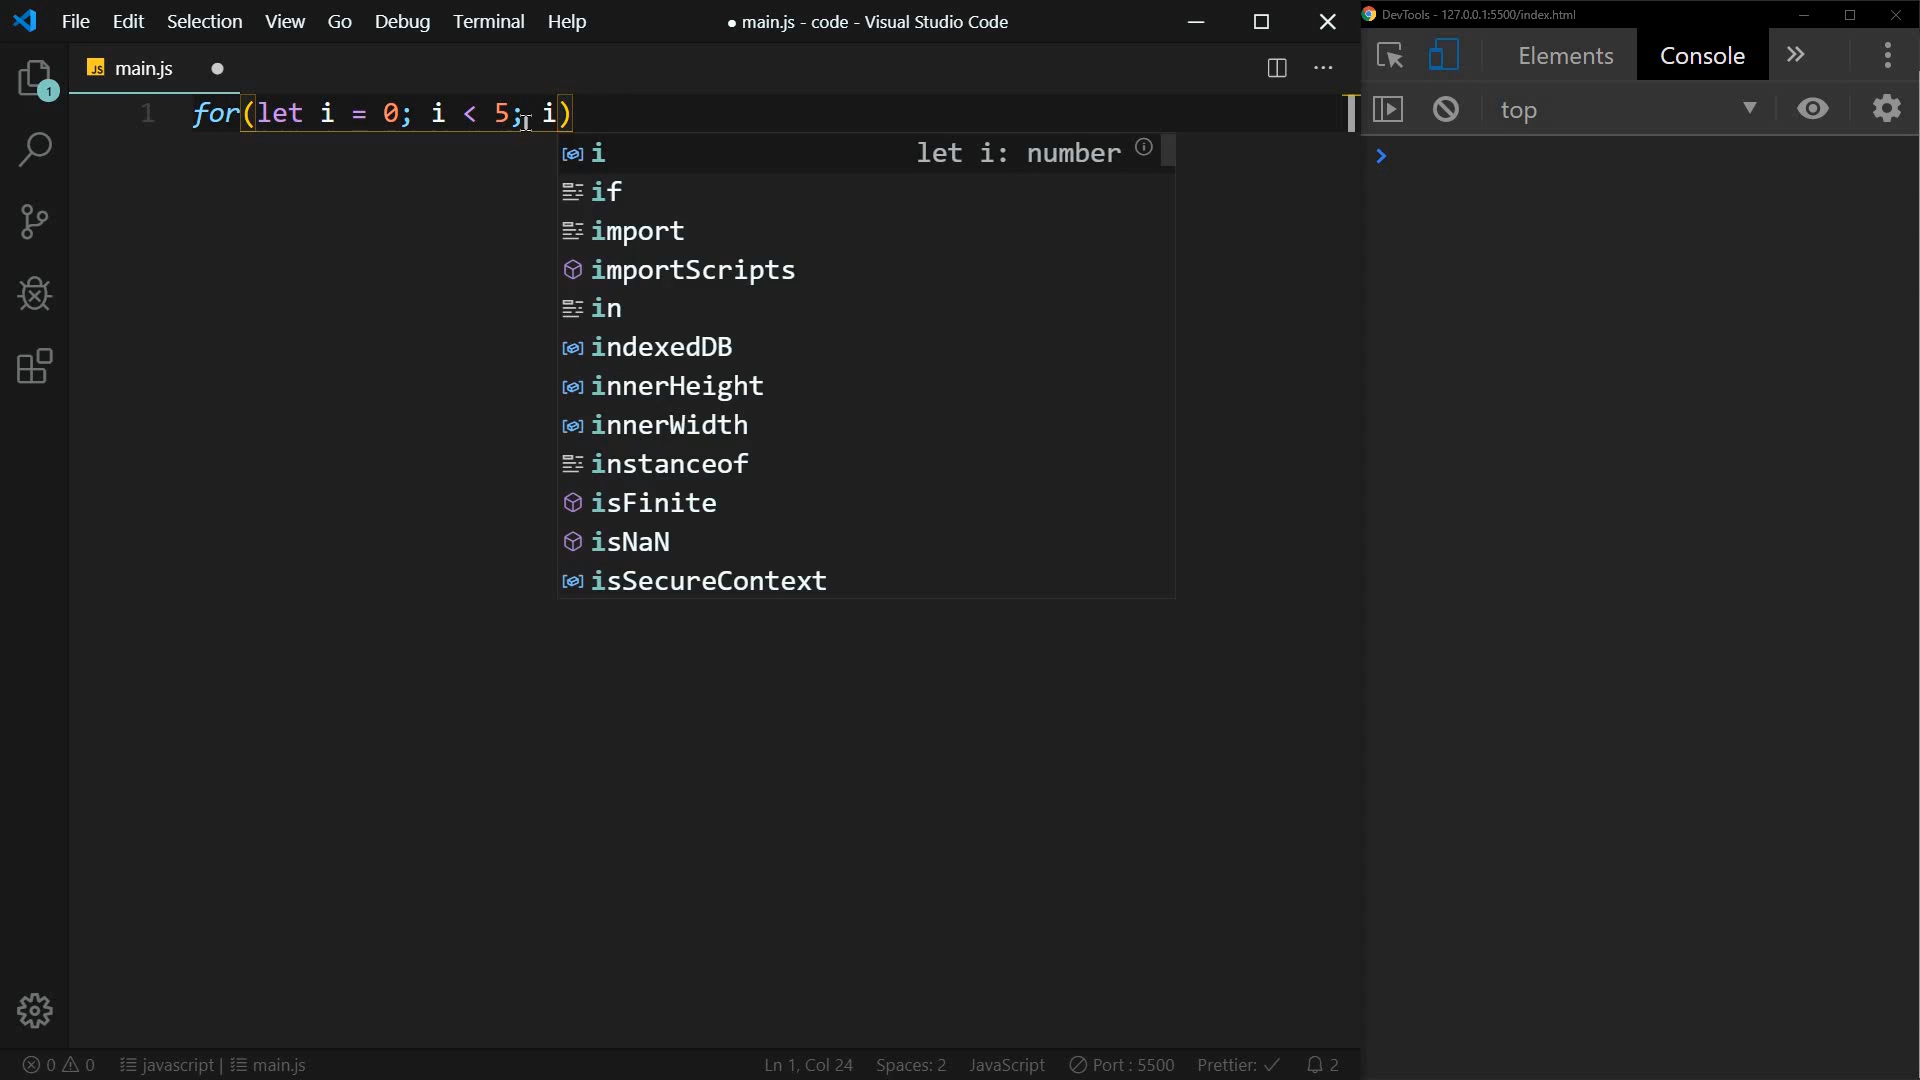 File Edit Selection View Go Debug Terminal Help
● main.js - code - Visual Studio Code
DevTools - 127.0.0.1:5500/index.html
JS main.js
1
Elements Console
top
1 for(let i = 0; i < 5; i)
i let i: number
if
import
importScripts
in
indexedDB
innerHeight
innerWidth
instanceof
isFinite
isNaN
isSecureContext
0 0 javascript | main.js
Ln 1, Col 24 Spaces: 2 JavaScript Port : 5500 Prettier: ✓ 2